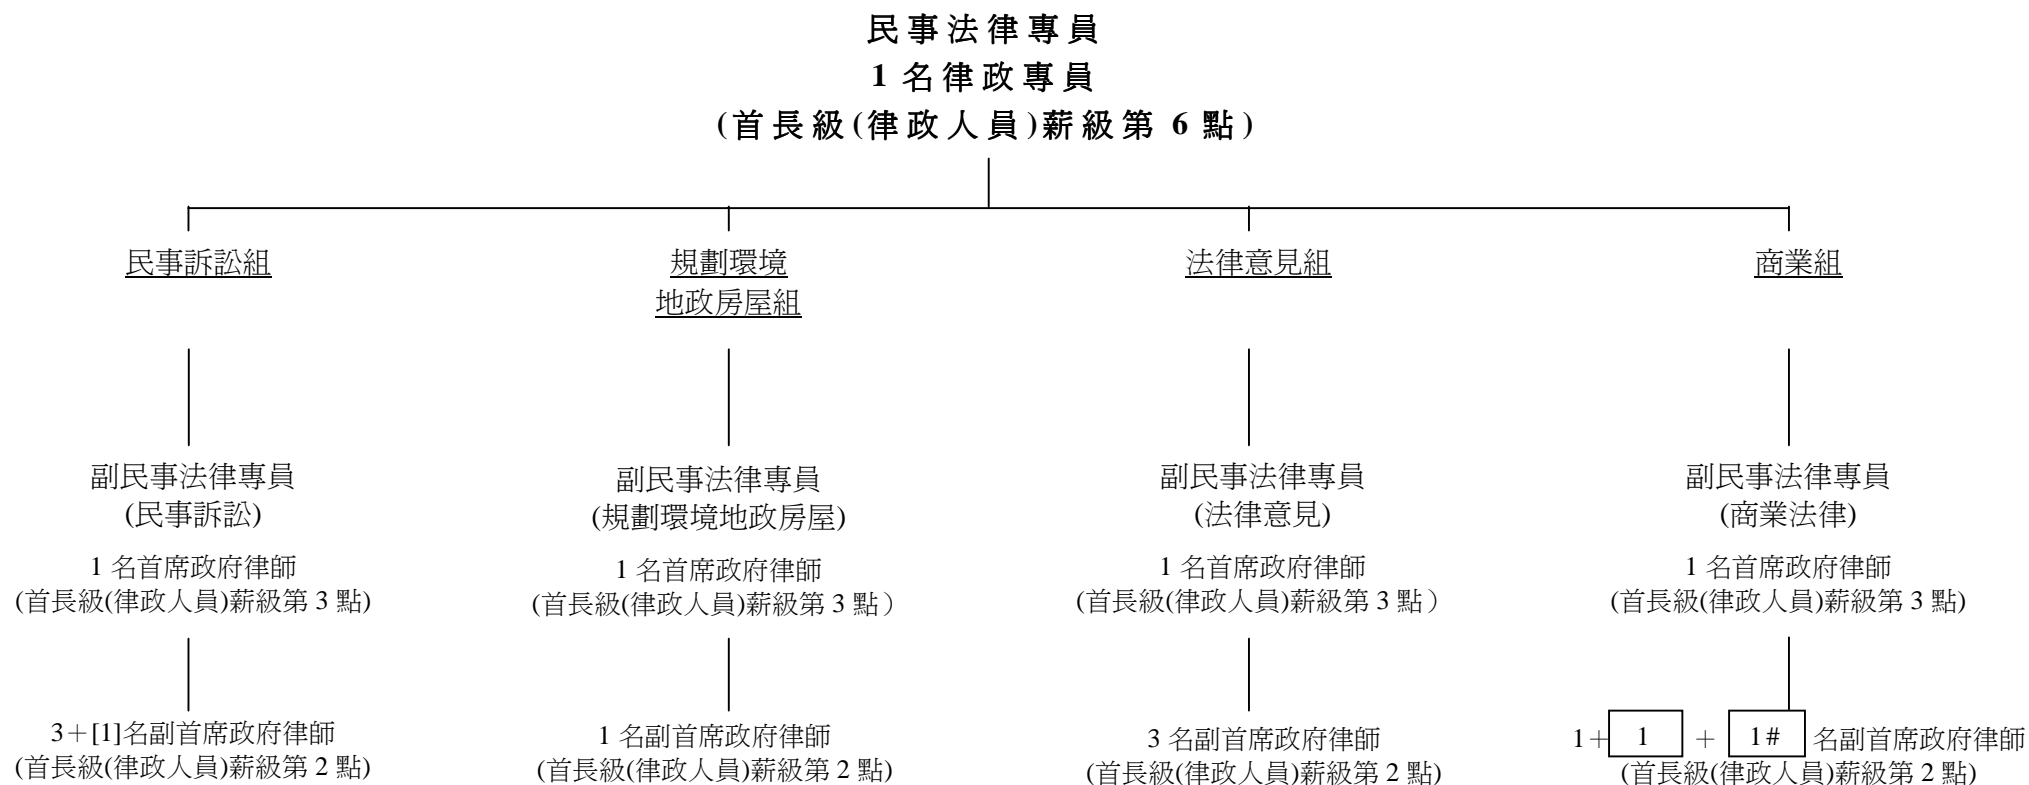 民事法律專員
1 名律政專員
(首長級(律政人員)薪級第 6 點)
民事訴訟組
規劃環境
地政房屋組
法律意見組
商業組
副民事法律專員
(民事訴訟)
1 名首席政府律師
(首長級(律政人員)薪級第 3 點)
副民事法律專員
(規劃環境地政房屋)
1 名首席政府律師
(首長級(律政人員)薪級第 3 點）
副民事法律專員
(法律意見)
1 名首席政府律師
(首長級(律政人員)薪級第 3 點）
副民事法律專員
(商業法律)
1 名首席政府律師
(首長級(律政人員)薪級第 3 點)
3＋[1]名副首席政府律師
(首長級(律政人員)薪級第 2 點)
1 名副首席政府律師
(首長級(律政人員)薪級第 2 點)
3 名副首席政府律師
(首長級(律政人員)薪級第 2 點)
1＋ 1 ＋ 1# 名副首席政府律師
(首長級(律政人員)薪級第 2 點)